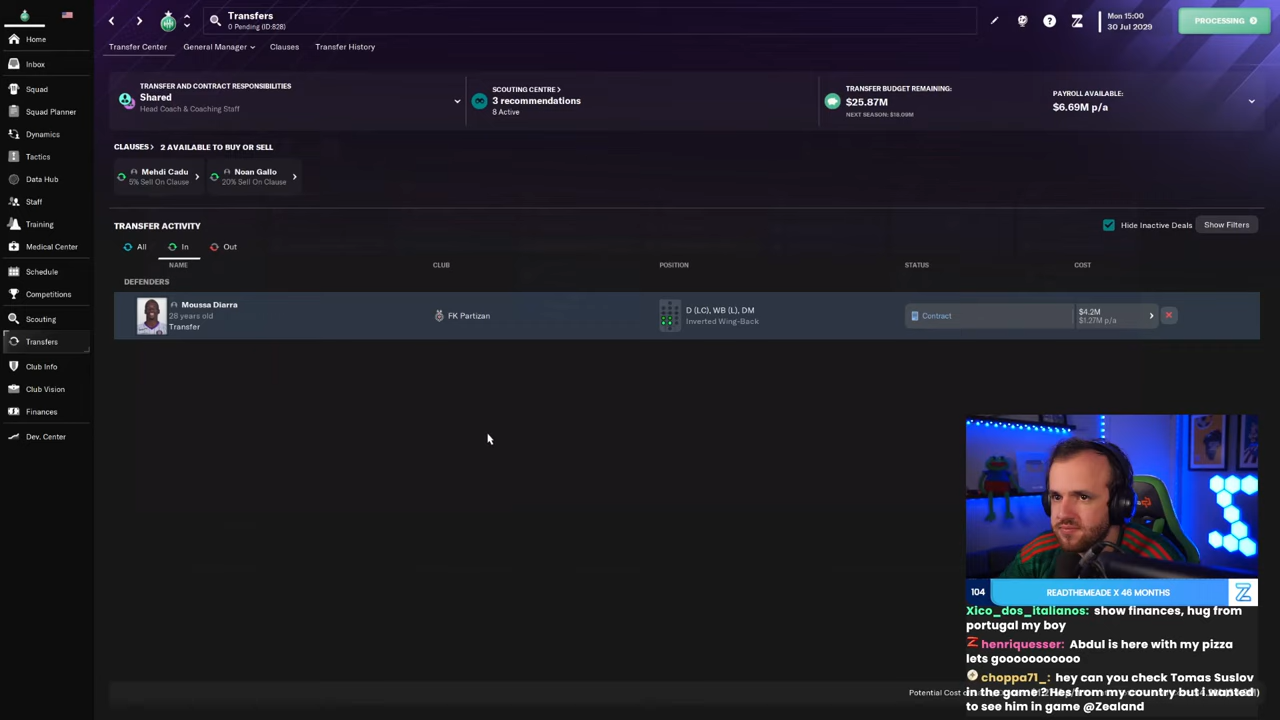 Transfers
0 Pending (ID:62B)
Mon 15:00
30 Jul 2029
PROCESSING
Home
Inbox
Squad
Squad Planner
Dynamics
Tactics
Data Hub
Staff
Training
Medical Center
Schedule
Competitions
Scouting
Transfers
Club Info
Club Vision
Finances
Dev. Center
Transfer Center
General Manager
Clauses
Transfer History
TRANSFER AND CONTRACT RESPONSIBILITIES
Shared
Head Coach & Coaching Staff
SCOUTING CENTRE >
3 recommendations
8 Active
TRANSFER BUDGET REMAINING:
$25.87M
NEXT SEASON: $18.09M
PAYROLL AVAILABLE:
$6.69M p/a
CLAUSES > 2 AVAILABLE TO BUY OR SELL
Mehdi Cadu
5% Sell On Clause
Noan Gallo
20% Sell On Clause
TRANSFER ACTIVITY
Hide Inactive Deals
Show Filters
All
In
Out
NAME
CLUB
POSITION
STATUS
COST
DEFENDERS
Moussa Diarra
28 years old
Transfer
FK Partizan
D (LC), WB (L), DM
Inverted Wing-Back
Contract
$4.2M
$1.27M p/a
104
READTHEMEADE X 46 MONTHS
Xico_dos_italianos: show finances, hug from
portugal my boy
henriquesser: Abdul is here with my pizza
lets gooooooooooo
choppa71_: hey can you check Tomas Suslov
in the game? Hes from my country but i wanted
to see him in game @Zealand
Potential Cost